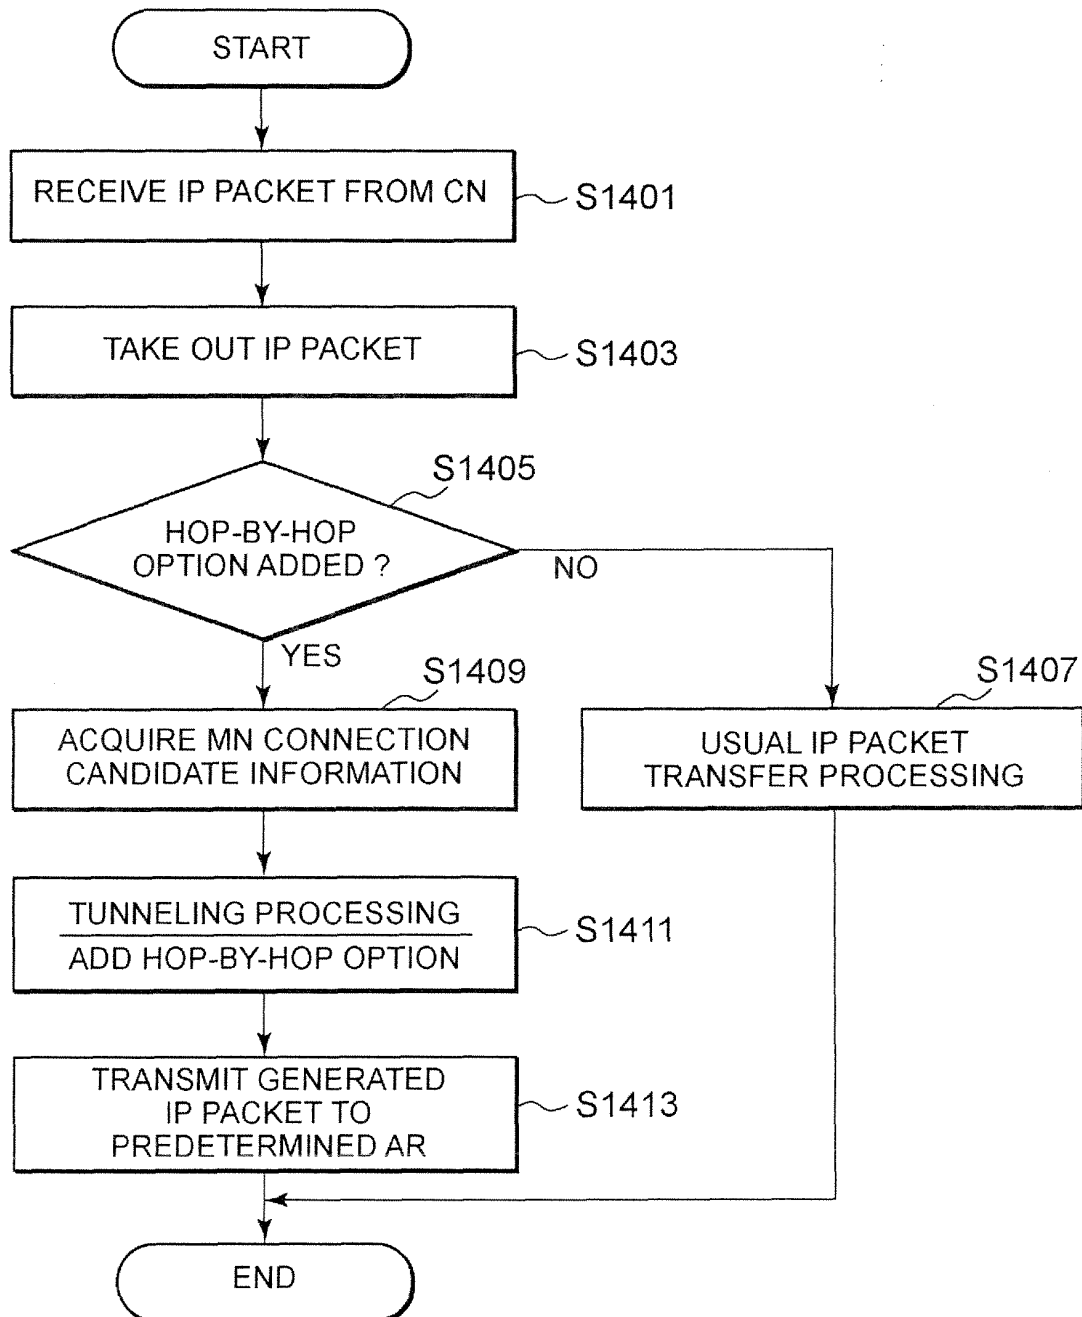 START
RECEIVE IP PACKET FROM CN
S1401
TAKE OUT IP PACKET
S1403
S1405
HOP-BY-HOP
OPTION ADDED ?
NO
YES
S1409
S1407
ACQUIRE MN CONNECTION
CANDIDATE INFORMATION
USUAL IP PACKET
TRANSFER PROCESSING
TUNNELING PROCESSING
ADD HOP-BY-HOP OPTION
S1411
TRANSMIT GENERATED
IP PACKET TO
PREDETERMINED AR
S1413
END